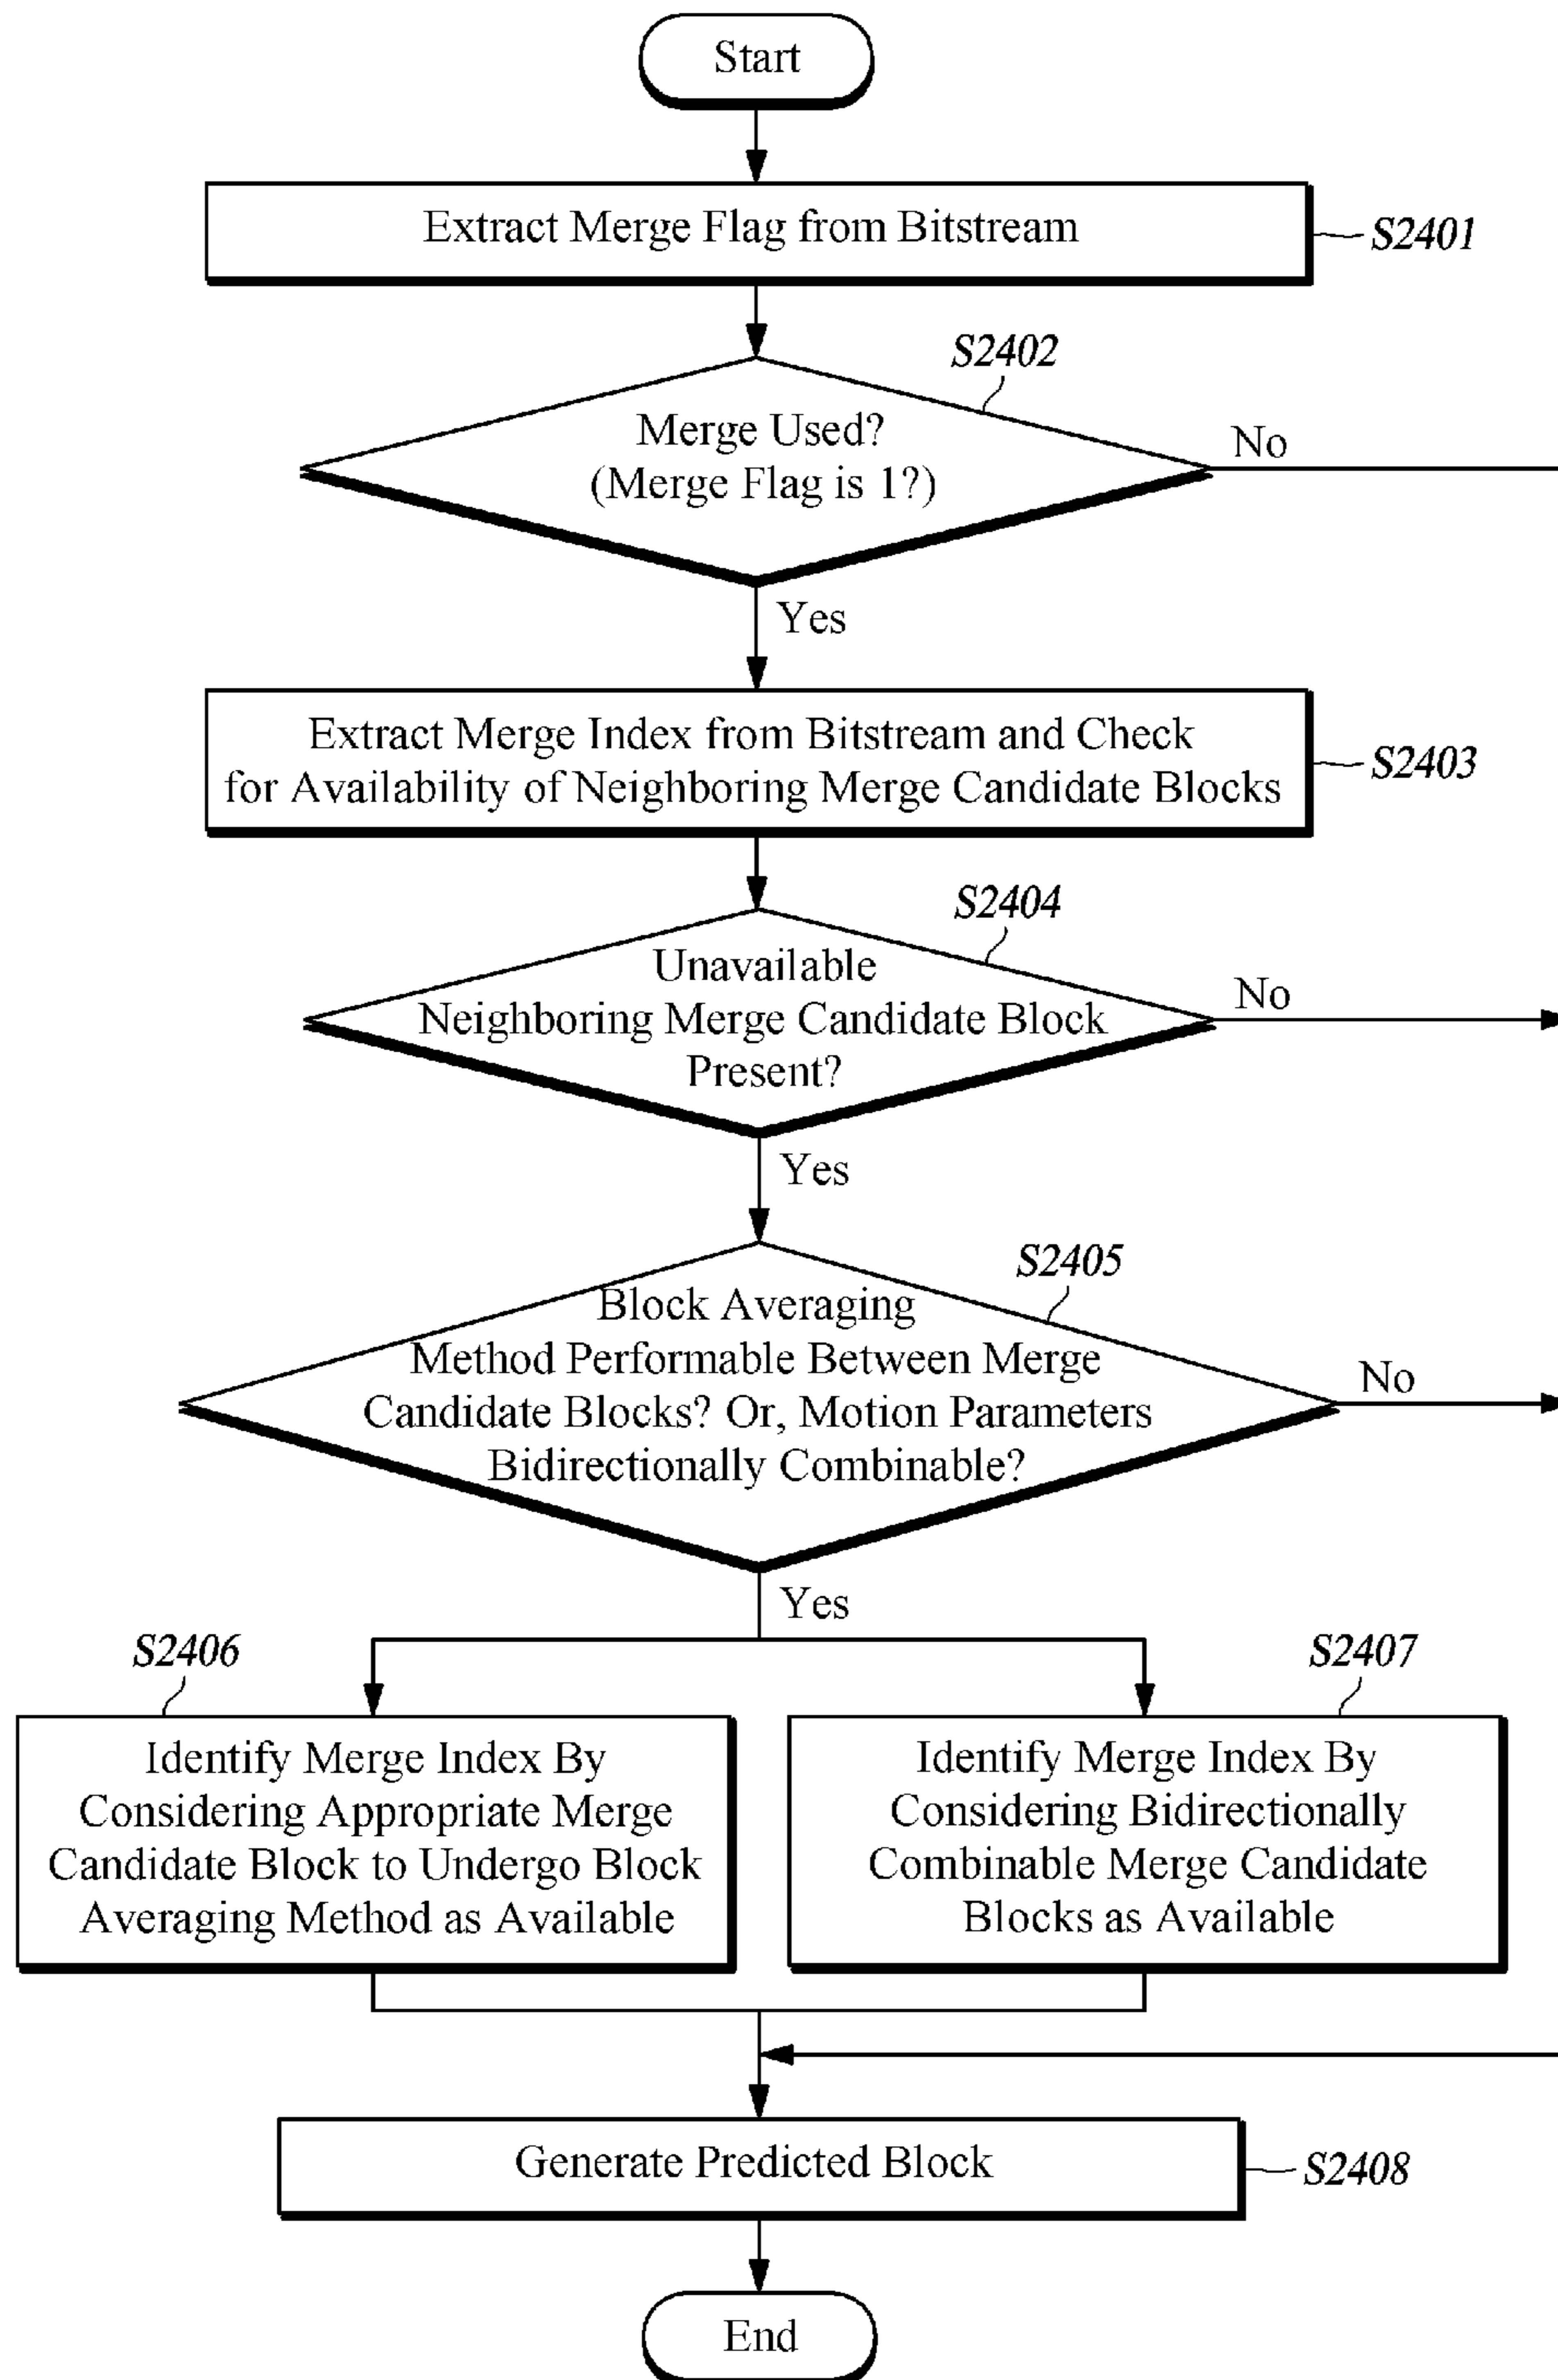 Start
Extract Merge Flag from Bitstream
S2401
S2402
Merge Used?
(Merge Flag is 1?)
No
Yes
Extract Merge Index from Bitstream and Check
for Availability of Neighboring Merge Candidate Blocks
S2403
S2404
Unavailable
Neighboring Merge Candidate Block
Present?
No
Yes
S2405
Block Averaging
Method Performable Between Merge
Candidate Blocks? Or, Motion Parameters
Bidirectionally Combinable?
No
Yes
S2406
Identify Merge Index By
Considering Appropriate Merge
Candidate Block to Undergo Block
Averaging Method as Available
S2407
Identify Merge Index By
Considering Bidirectionally
Combinable Merge Candidate
Blocks as Available
Generate Predicted Block
S2408
End